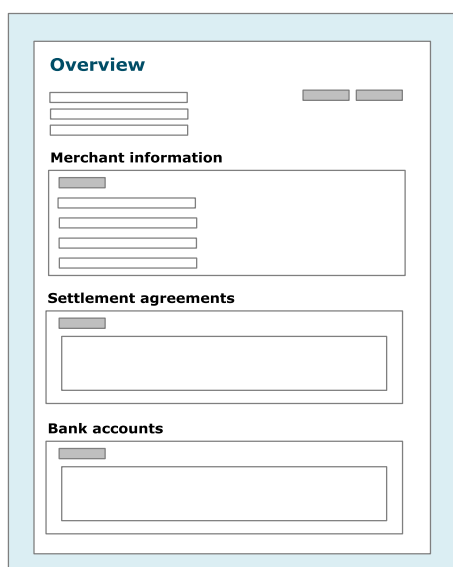 Overview
Merchant information
Settlement agreements
Bank accounts